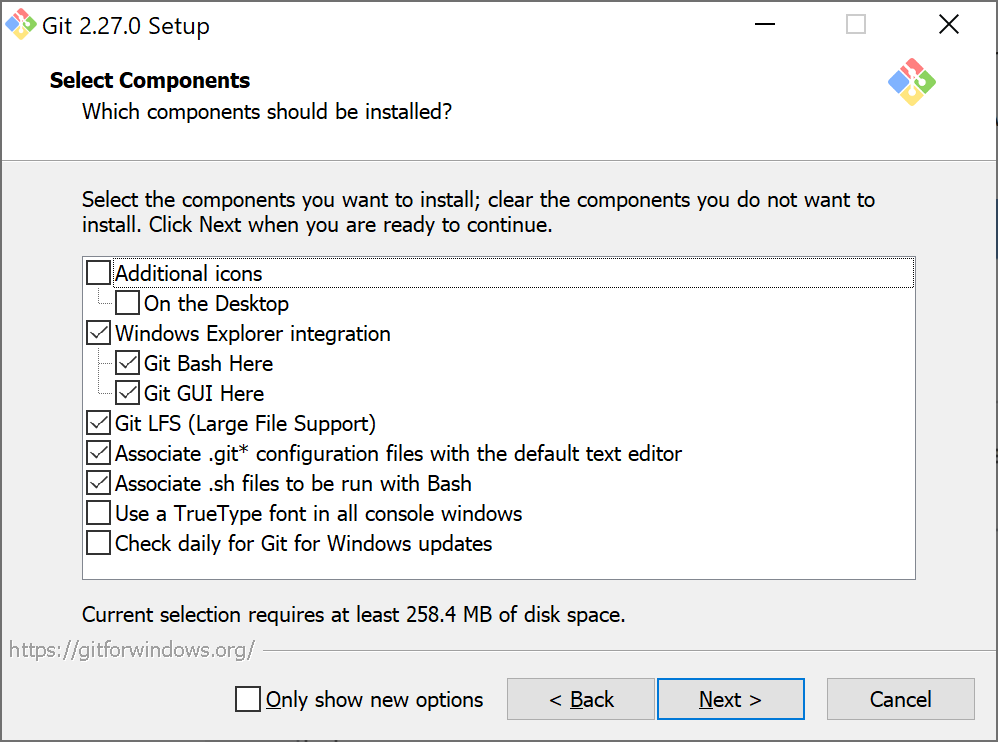 Git 2.27.0 Setup
Select Components
Which components should be installed?
Select the components you want to install; clear the components you do not want to
install. Click Next when you are ready to continue.
Additional icons
On the Desktop
Windows Explorer integration
Git Bash Here
Git GUI Here
Git LFS (Large File Support)
Associate .git* configuration files with the default text editor
Associate .sh files to be run with Bash
Use a TrueType font in all console windows
Check daily for Git for Windows updates
Current selection requires at least 258.4 MB of disk space.
https://gitforwindows.org/
Only show new options
< Back
Next >
Cancel